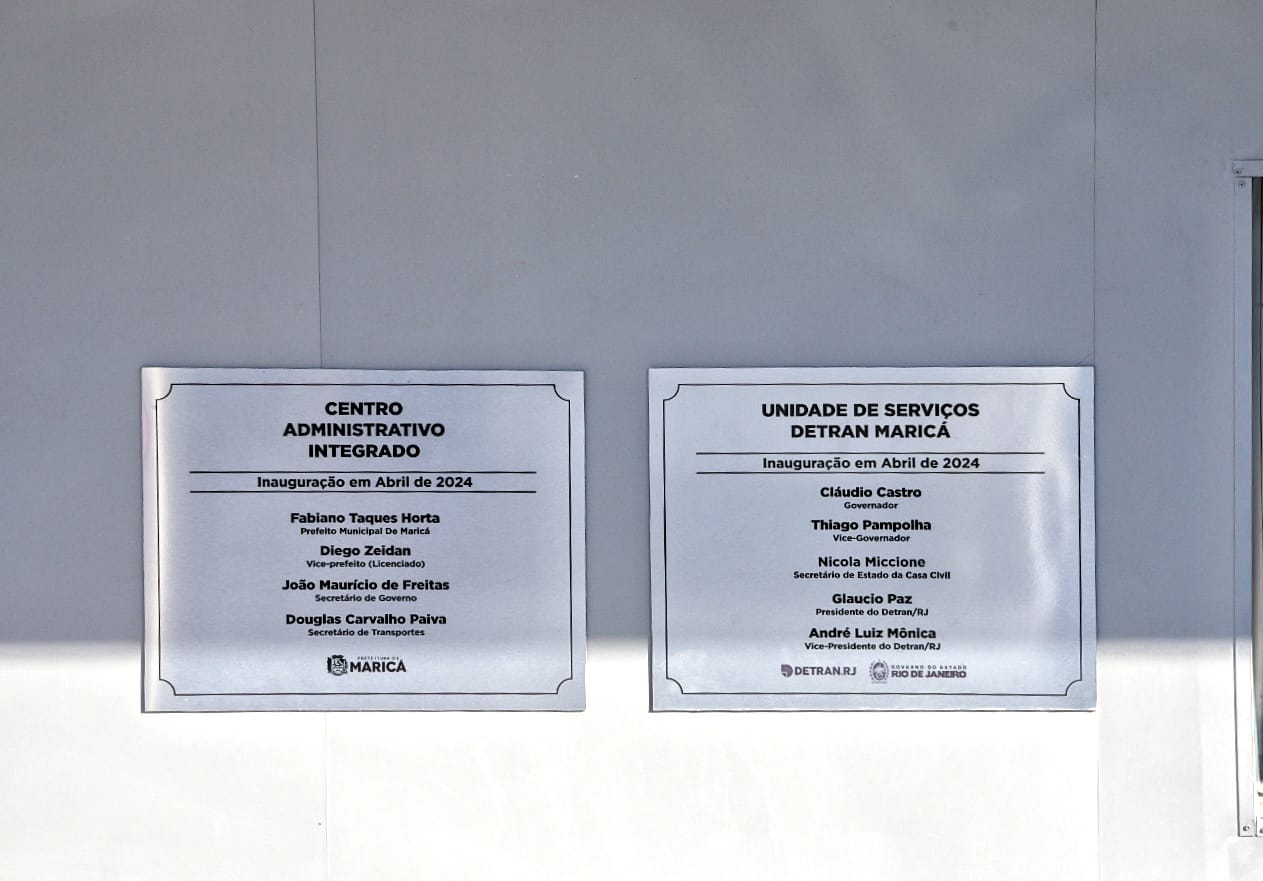 CENTRO
ADMINISTRATIVO
INTEGRADO
Inauguração em Abril de 2024
Fabiano Taques Horta
Prefeito Municipal De Maricá
Diego Zeidan
Vice-prefeito (Licenciado)
João Maurício de Freitas
Secretário de Governo
Douglas Carvalho Paiva
Secretário de Transportes
PREFEITURA DE
MARICÁ
UNIDADE DE SERVIÇOS
DETRAN MARICÁ
Inauguração em Abril de 2024
Cláudio Castro
Governador
Thiago Pampolha
Vice-Governador
Nicola Miccione
Secretário de Estado da Casa Civil
Glaucio Paz
Presidente do Detran/RJ
André Luiz Mônica
Vice-Presidente do Detran/RJ
DETRAN.RJ
GOVERNO DO ESTADO
RIO DE JANEIRO